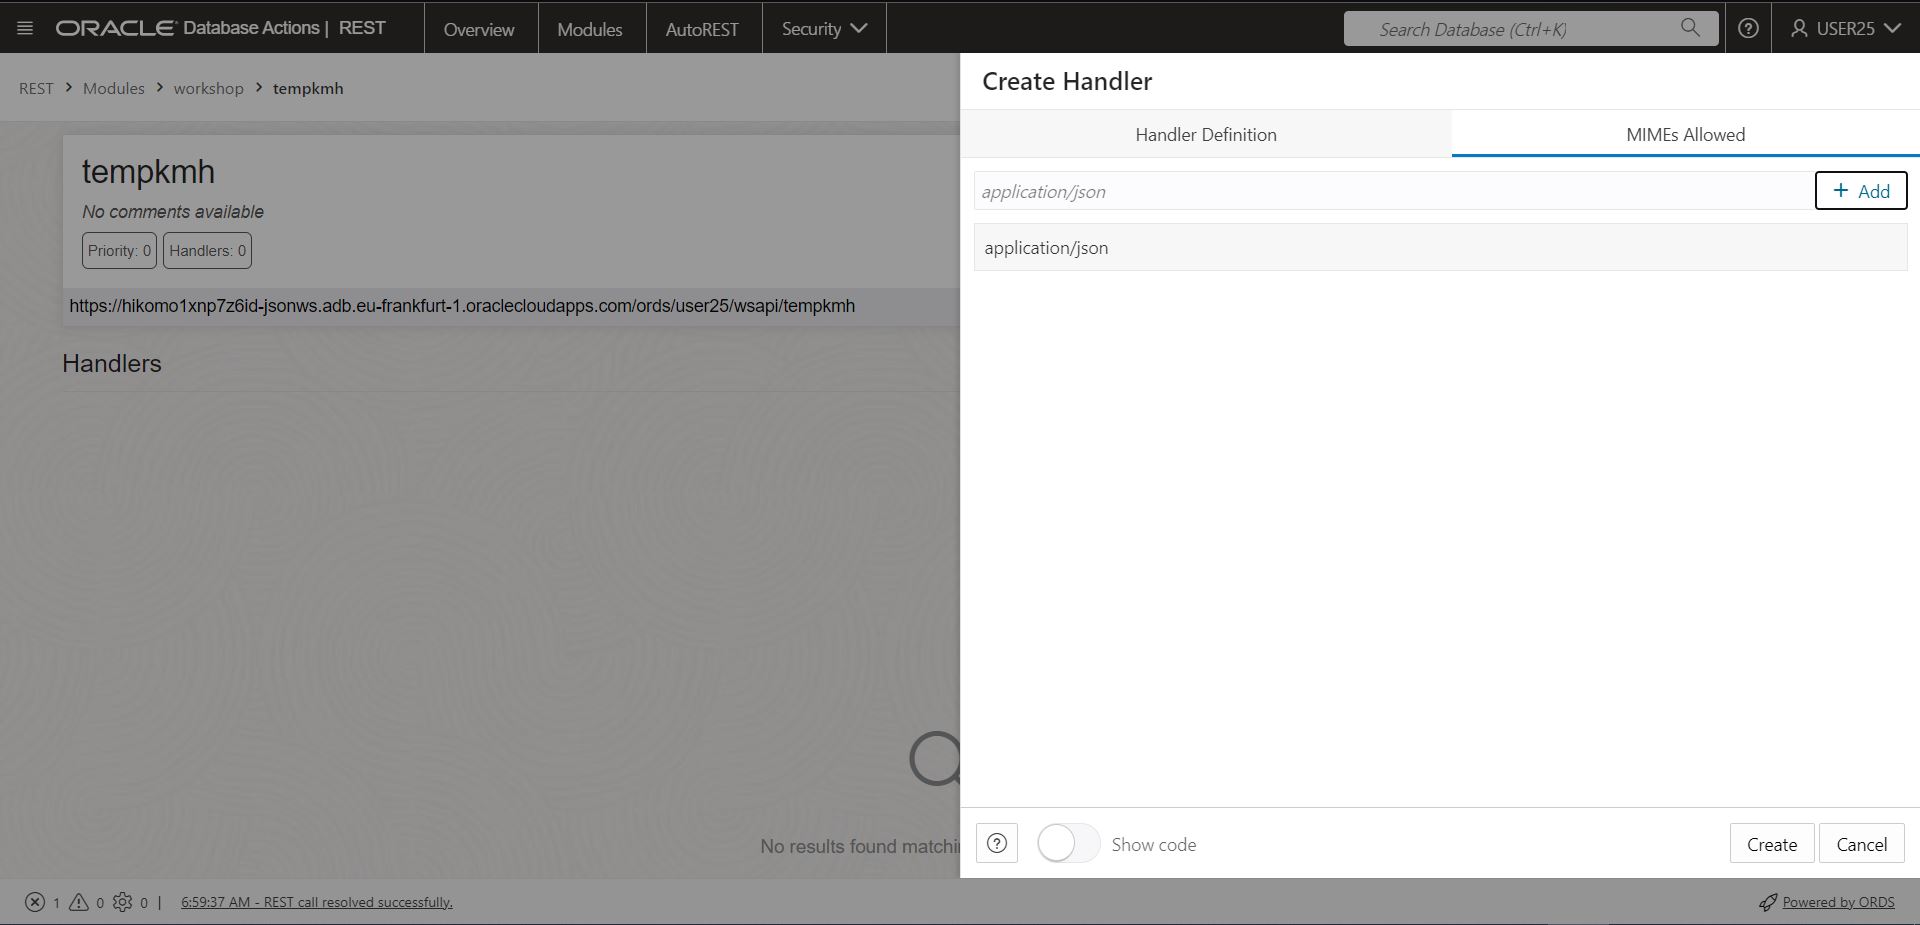 ORACLE Database Actions | REST
Overview
Modules
AutoREST
Security
Search Database (Ctrl+K)
USER25
REST > Modules > workshop > tempkmh
tempkmh
No comments available
Priority: 0
Handlers: 0
https://hikomo1xnp7z6id-jsonws.adb.eu-frankfurt-1.oraclecloudapps.com/ords/user25/wsapi/tempkmh
Handlers
No results found matchi
Create Handler
Handler Definition
MIMEs Allowed
application/json
+ Add
application/json
? Show code
Create
Cancel
1 0 0 | 6:59:37 AM - REST call resolved successfully.
Powered by ORDS